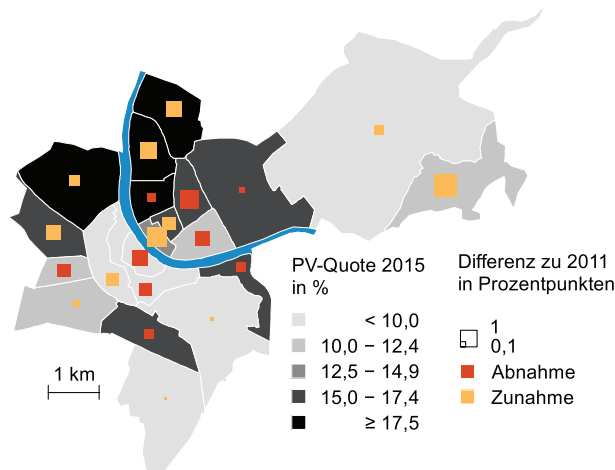 PV-Quote 2015
in %
< 10,0
10,0 – 12,4
12,5 – 14,9
15,0 – 17,4
≥ 17,5
Differenz zu 2011
in Prozentpunkten
1
0,1
Abnahme
Zunahme
1 km